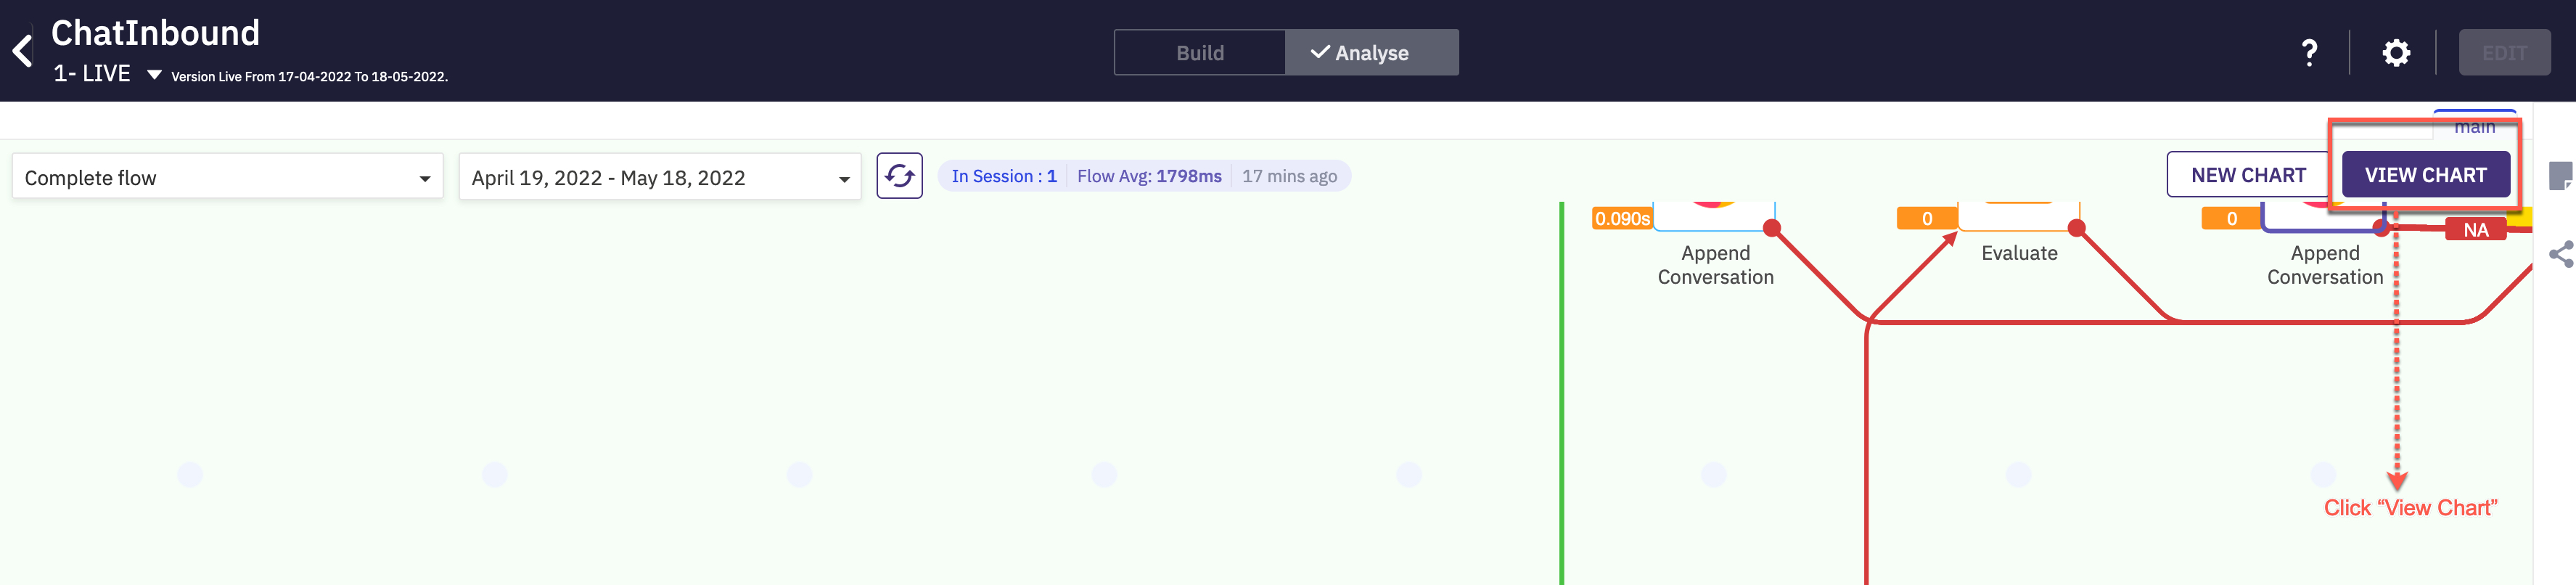 ChatInbound
1- LIVE Version Live From 17-04-2022 To 18-05-2022.
Build Analyse
? EDIT
main
Complete flow April 19, 2022 - May 18, 2022 In Session : 1 Flow Avg: 1798ms 17 mins ago NEW CHART VIEW CHART
0.090s 0 0 NA
Append
Conversation
Evaluate
Append
Conversation
Click “View Chart”